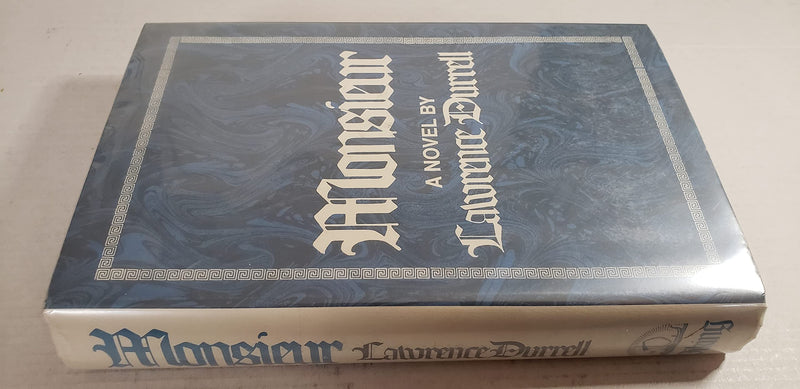 Monsieur
A NOVEL BY
Lawrence Durrell
Monsieur Lawrence Durrell